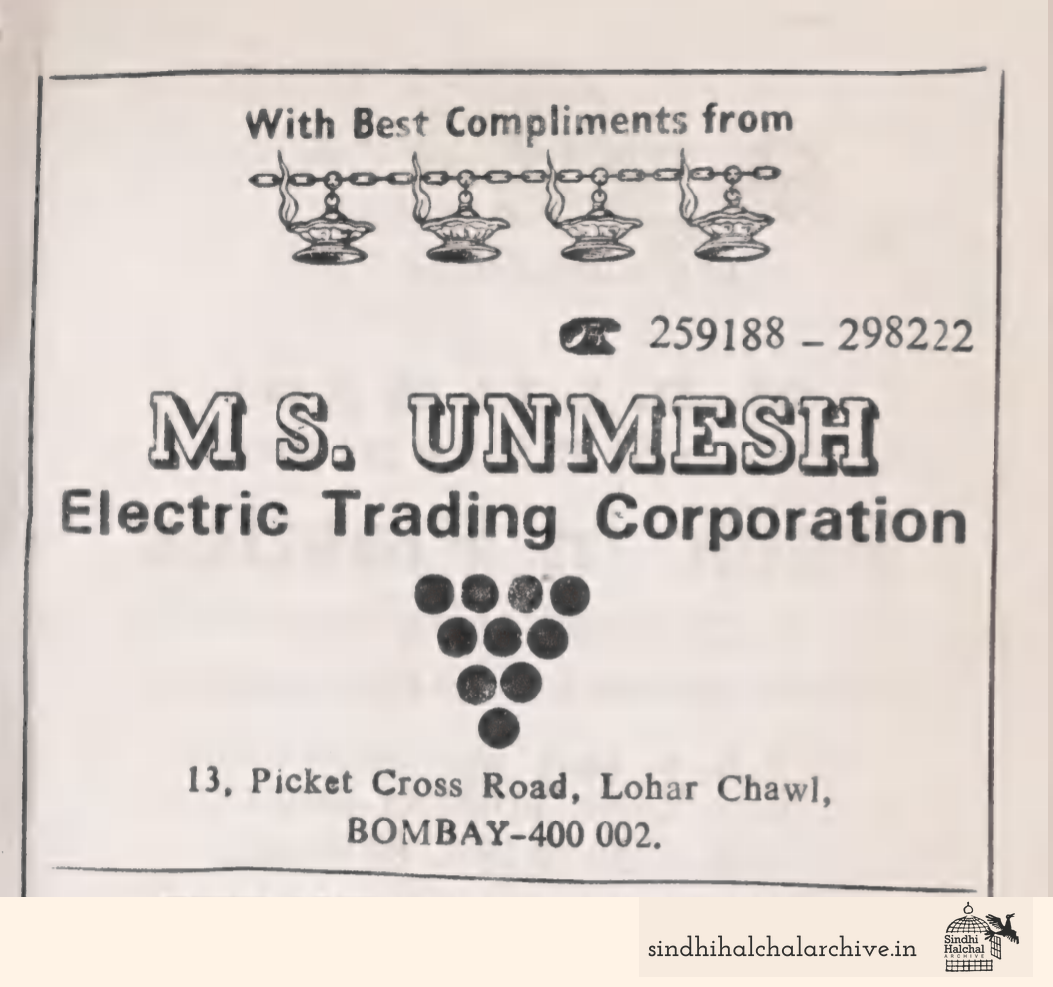 With Best Compliments from
259188 – 298222
M S. UNMESH
Electric Trading Corporation
13, Picket Cross Road, Lohar Chawl,
BOMBAY-400 002.
sindhihalchalarchive.in
Sindhi
Halchal
ARCHIVE